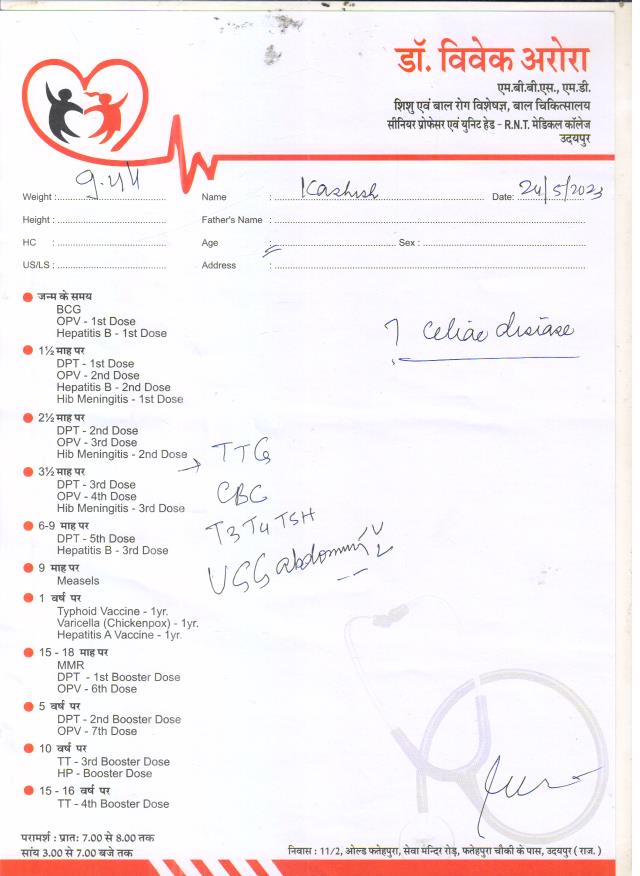 डॉ. विवेक अरोरा
एम.बी.बी.एस., एम.डी.
शिशु एवं बाल रोग विशेषज्ञ, बाल चिकित्सालय
सीनियर प्रोफेसर एवं युनिट हेड - R.N.T. मेडिकल कॉलेज
उदयपुर
Weight : 9.44 Name : Kashish Date: 24/5/2023
Height : Father's Name :
HC : Age : Sex :
US/LS : Address :
जन्म के समय
BCG
OPV - 1st Dose
Hepatitis B - 1st Dose
? Celiac disiase
1½ माह पर
DPT - 1st Dose
OPV - 2nd Dose
Hepatitis B - 2nd Dose
Hib Meningitis - 1st Dose
2½ माह पर
DPT - 2nd Dose
OPV - 3rd Dose
Hib Meningitis - 2nd Dose
3½ माह पर
DPT - 3rd Dose
OPV - 4th Dose
Hib Meningitis - 3rd Dose
→ TTG
CBC
T3 T4 TSH
USG abdomen
6-9 माह पर
DPT - 5th Dose
Hepatitis B - 3rd Dose
9 माह पर
Measels
1 वर्ष पर
Typhoid Vaccine - 1yr.
Varicella (Chickenpox) - 1yr.
Hepatitis A Vaccine - 1yr.
15 - 18 माह पर
MMR
DPT - 1st Booster Dose
OPV - 6th Dose
5 वर्ष पर
DPT - 2nd Booster Dose
OPV - 7th Dose
10 वर्ष पर
TT - 3rd Booster Dose
HP - Booster Dose
15 - 16 वर्ष पर
TT - 4th Booster Dose
परामर्श : प्रात: 7.00 से 8.00 तक
सांय 3.00 से 7.00 बजे तक
निवास : 11/2, ओल्ड फतेहपुरा, सेवा मन्दिर रोड़, फतेहपुरा चौकी के पास, उदयपुर ( राज. )